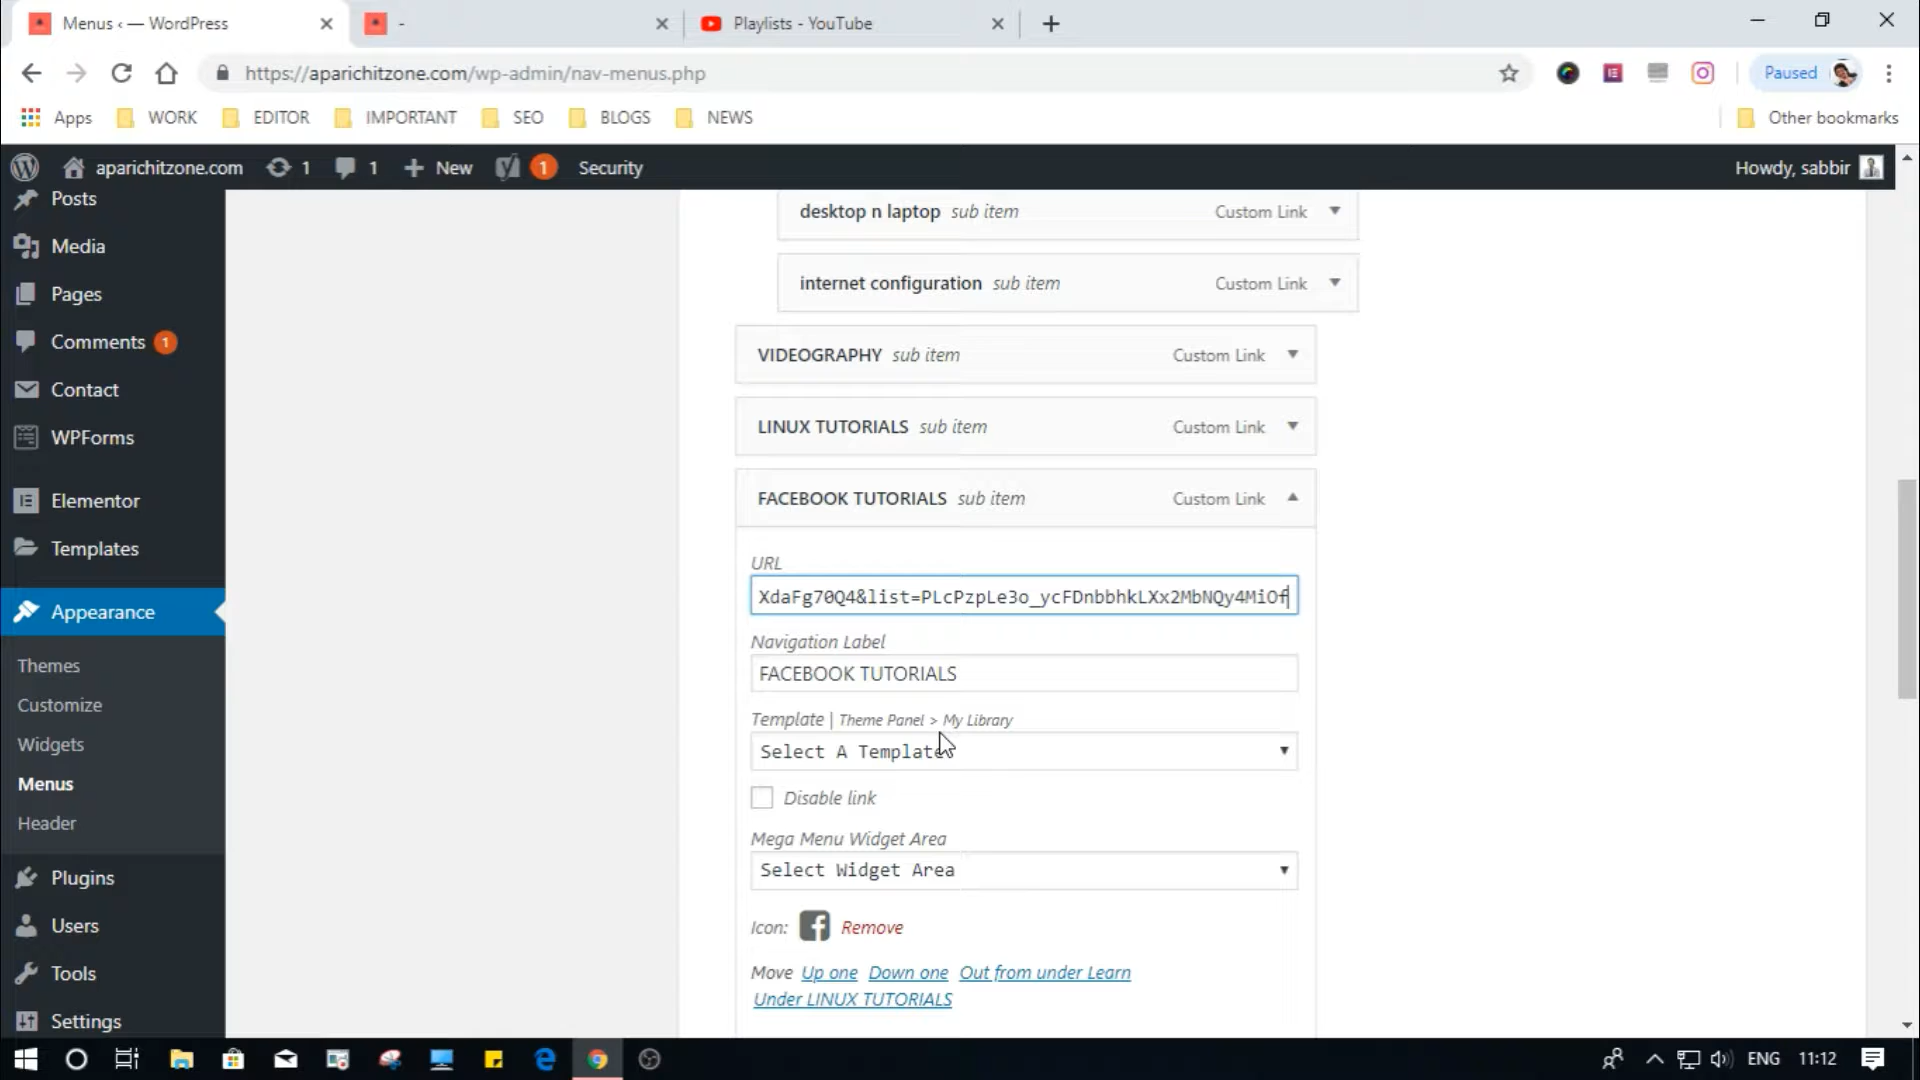 Menus ‹ — WordPress
-
Playlists - YouTube
https://aparichitzone.com/wp-admin/nav-menus.php
Paused
Apps
WORK
EDITOR
IMPORTANT
SEO
BLOGS
NEWS
Other bookmarks
aparichitzone.com
1
1
New
1
Security
Howdy, sabbir
Posts
Media
Pages
Comments 1
Contact
WPForms
Elementor
Templates
Appearance
Themes
Customize
Widgets
Menus
Header
Plugins
Users
Tools
Settings
desktop n laptop sub item Custom Link
internet configuration sub item Custom Link
VIDEOGRAPHY sub item Custom Link
LINUX TUTORIALS sub item Custom Link
FACEBOOK TUTORIALS sub item Custom Link
URL
XdaFg70Q4&list=PLcPzpLe3o_ycFDnbbhkLXx2MbNQy4MiOf
Navigation Label
FACEBOOK TUTORIALS
Template | Theme Panel > My Library
Select A Template
Disable link
Mega Menu Widget Area
Select Widget Area
Icon: Remove
Move Up one Down one Out from under Learn
Under LINUX TUTORIALS
ENG
11:12